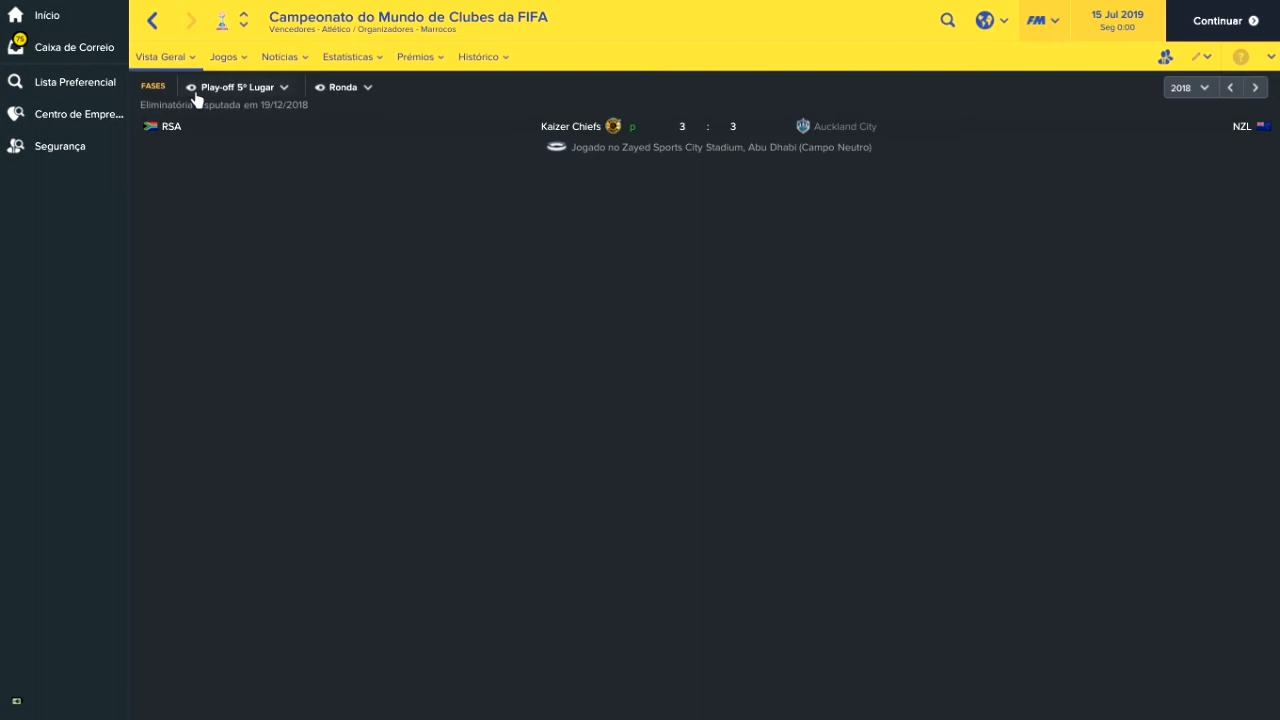 Início
75
Caixa de Correio
Lista Preferencial
Centro de Empre...
Segurança
Campeonato do Mundo de Clubes da FIFA
Vencedores - Atlético / Organizadores - Marrocos
FM
15 Jul 2019
Seg 0:00
Continuar
Vista Geral
Jogos
Notícias
Estatísticas
Prémios
Histórico
?
FASES
Play-off 5º Lugar
Ronda
2018
Eliminatória disputada em 19/12/2018
RSA
Kaizer Chiefs
p
3 : 3
Auckland City
NZL
Jogado no Zayed Sports City Stadium, Abu Dhabi (Campo Neutro)